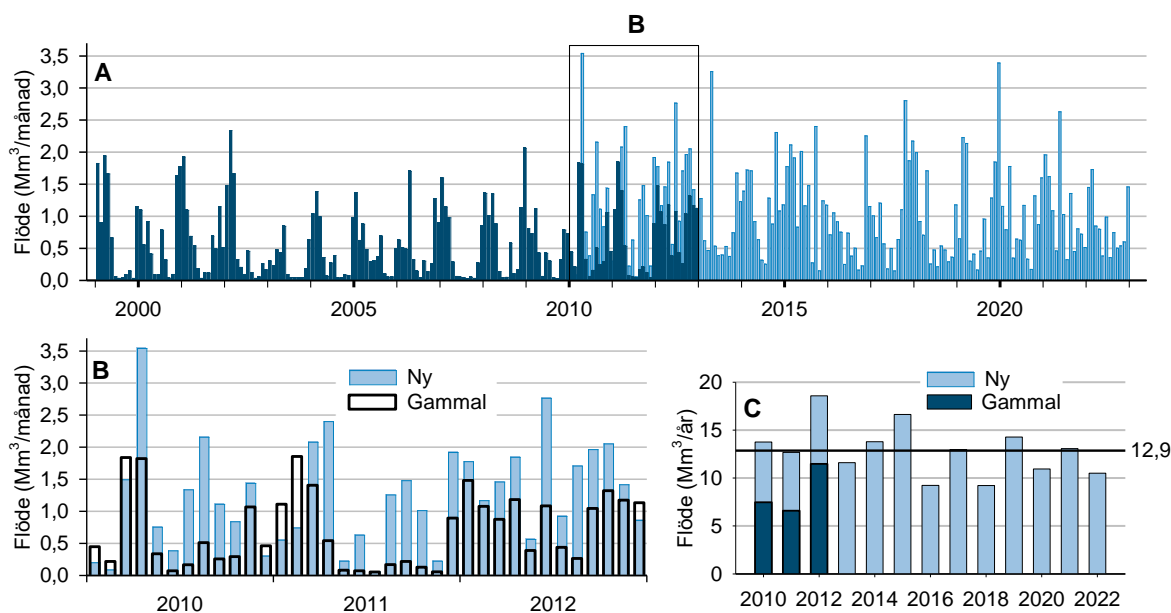 B
A
Flöde (Mm³/månad)
3,5
3,0
2,5
2,0
1,5
1,0
0,5
0,0
2000 2005 2010 2015 2020
B
Flöde (Mm³/månad)
3,5
3,0
2,5
2,0
1,5
1,0
0,5
0,0
Ny
Gammal
2010 2011 2012
C
Flöde (Mm³/år)
Ny
Gammal
20
15
10
5
0
12,9
2010 2012 2014 2016 2018 2020 2022